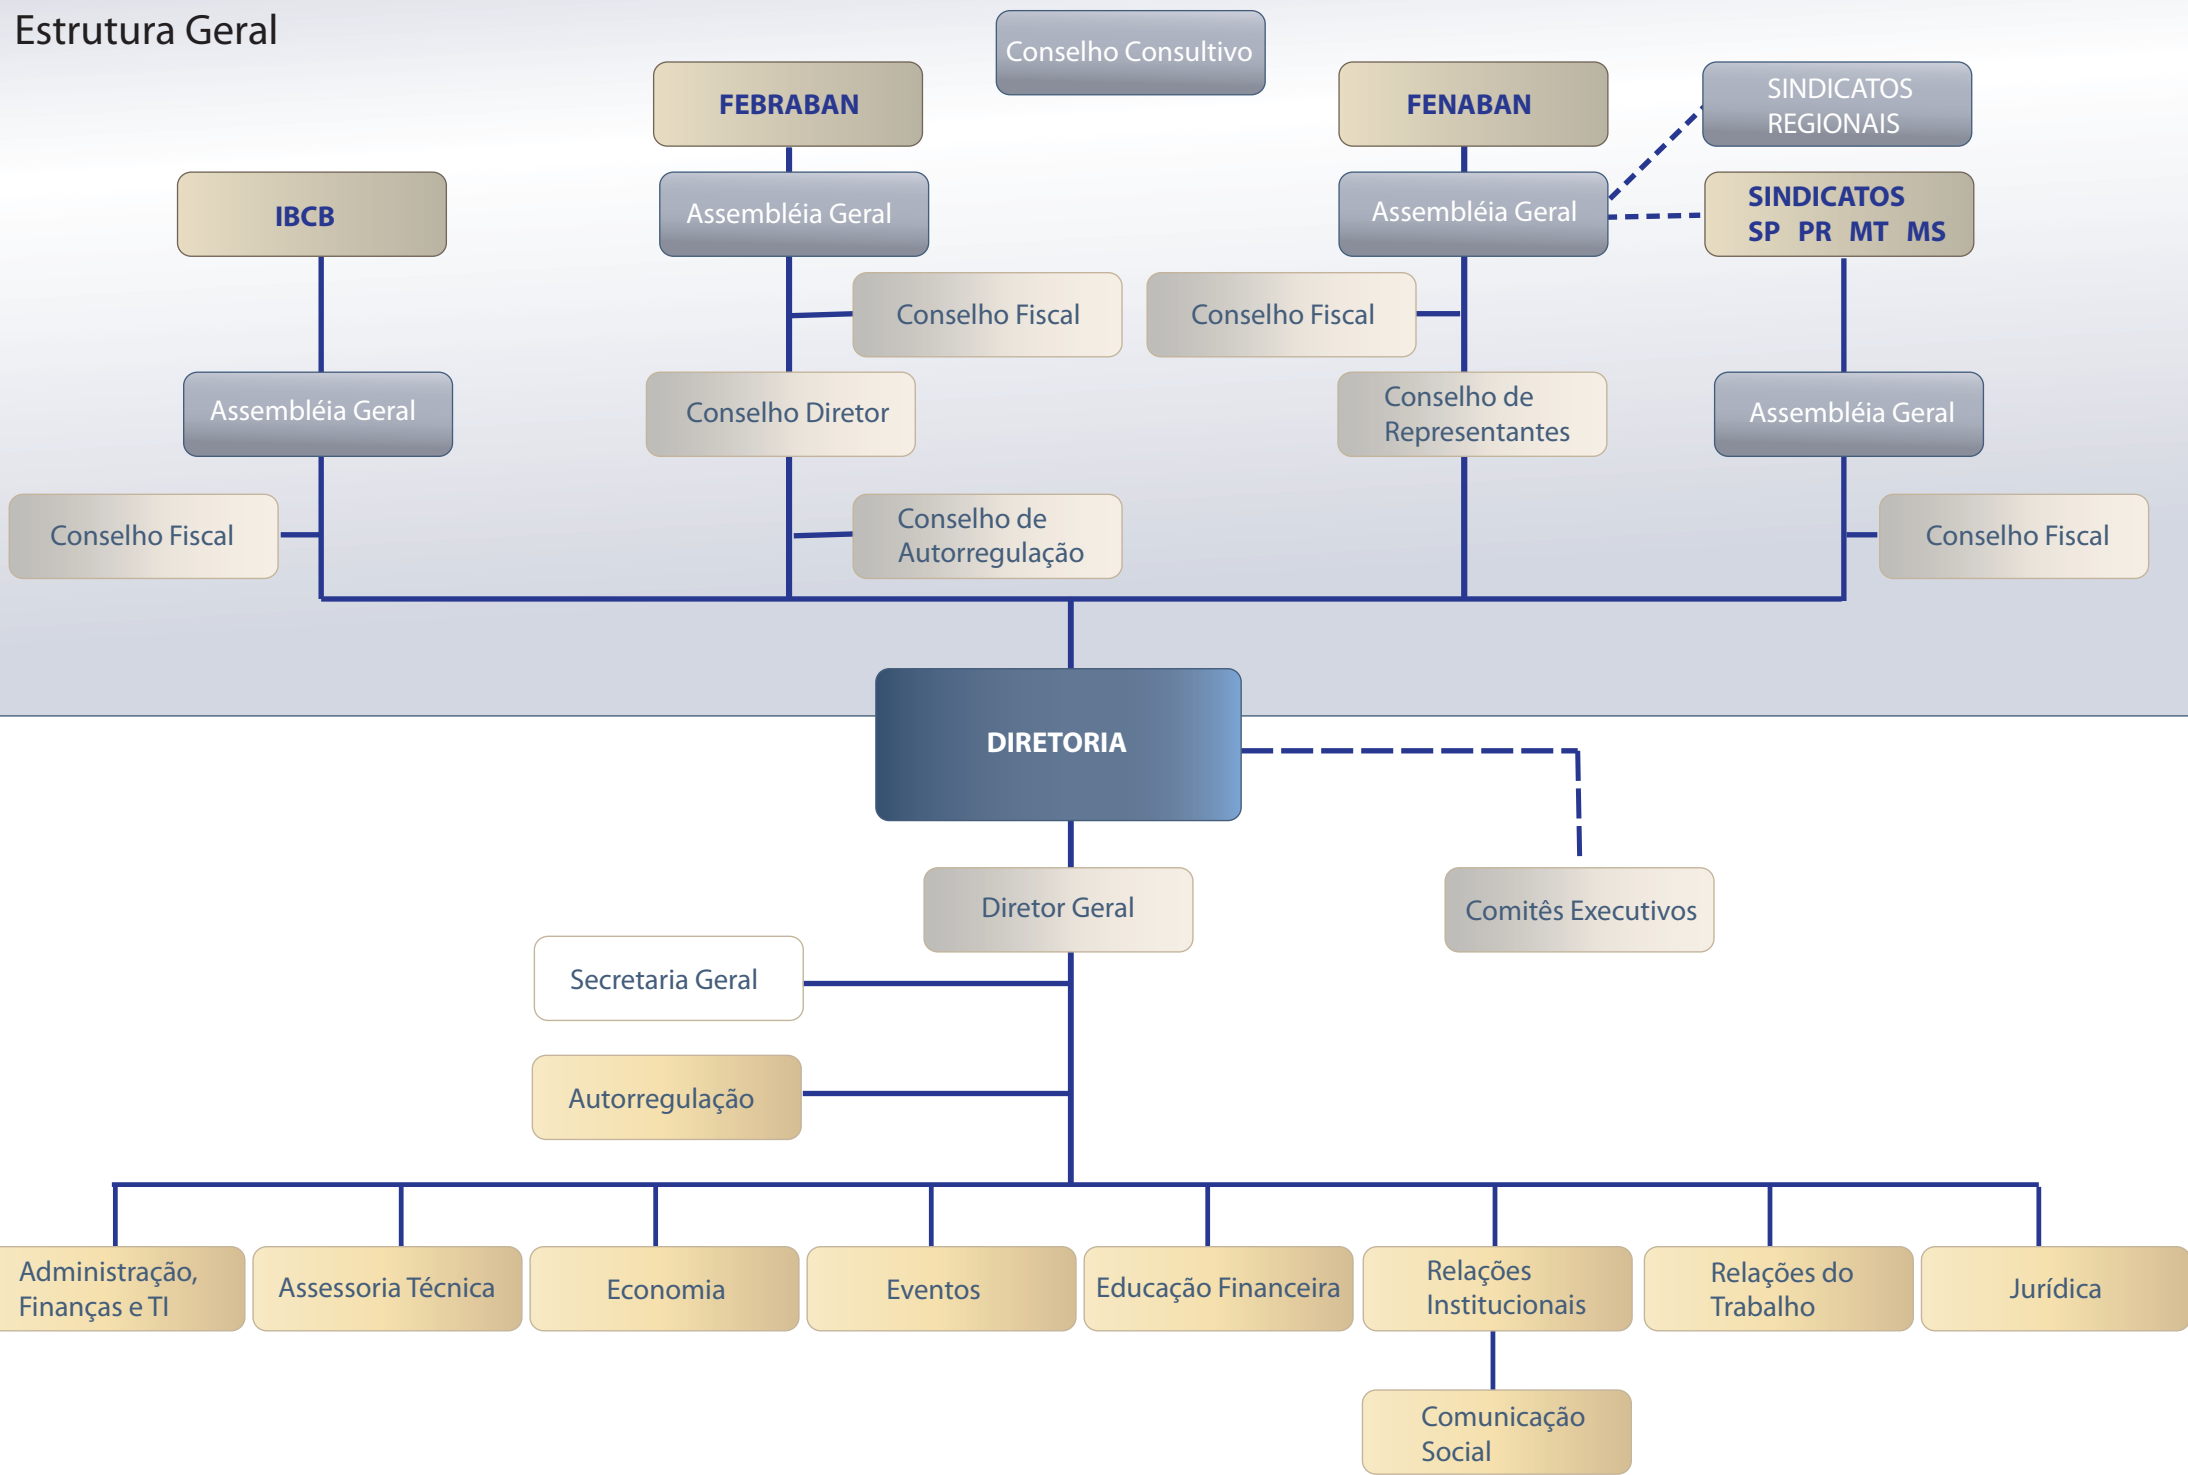 Estrutura Geral
Conselho Consultivo
FEBRABAN
FENABAN
SINDICATOS
REGIONAIS
IBCB
Assembléia Geral
Assembléia Geral
SINDICATOS
SP PR MT MS
Conselho Fiscal
Conselho Fiscal
Assembléia Geral
Conselho Diretor
Conselho de
Representantes
Assembléia Geral
Conselho Fiscal
Conselho de
Autorregulação
Conselho Fiscal
DIRETORIA
Diretor Geral
Comitês Executivos
Secretaria Geral
Autorregulação
Administração,
Finanças e TI
Assessoria Técnica
Economia
Eventos
Educação Financeira
Relações
Institucionais
Relações do
Trabalho
Jurídica
Comunicação
Social